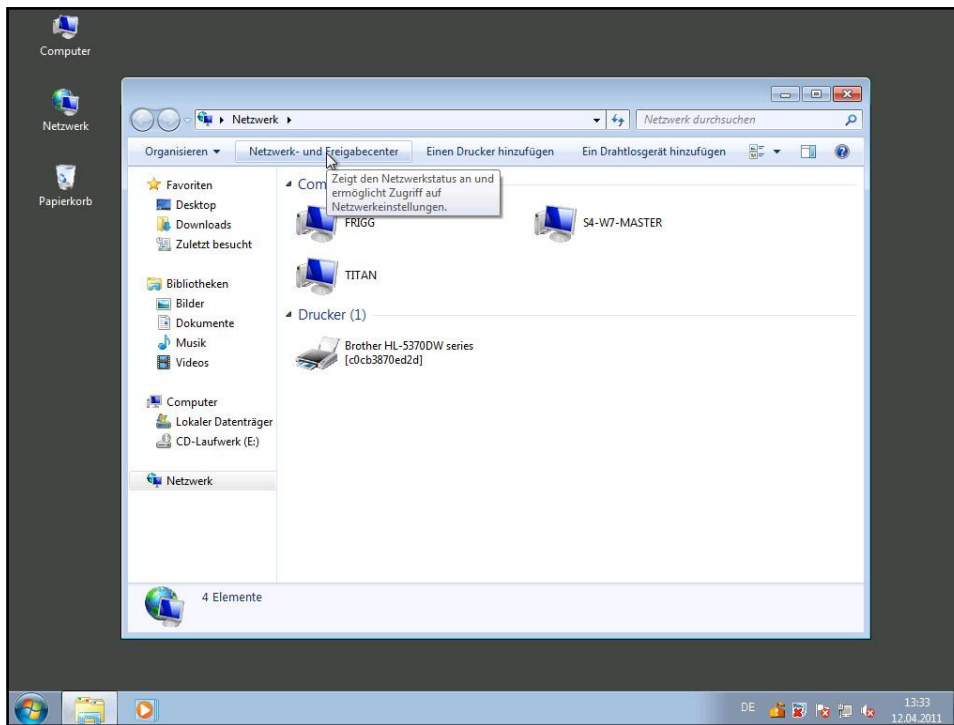 Computer
Netzwerk
Papierkorb
Netzwerk
Netzwerk durchsuchen
Organisieren
Netzwerk- und Freigabecenter
Einen Drucker hinzufügen
Ein Drahtlosgerät hinzufügen
Zeigt den Netzwerkstatus an und
ermöglicht Zugriff auf
Netzwerkeinstellungen.
Favoriten
Desktop
Downloads
Zuletzt besucht
Bibliotheken
Bilder
Dokumente
Musik
Videos
Computer
Lokaler Datenträger
CD-Laufwerk (E:)
Netzwerk
Com
FRIGG
S4-W7-MASTER
TITAN
Drucker (1)
Brother HL-5370DW series
[c0cb3870ed2d]
4 Elemente
DE
13:33
12.04.2011